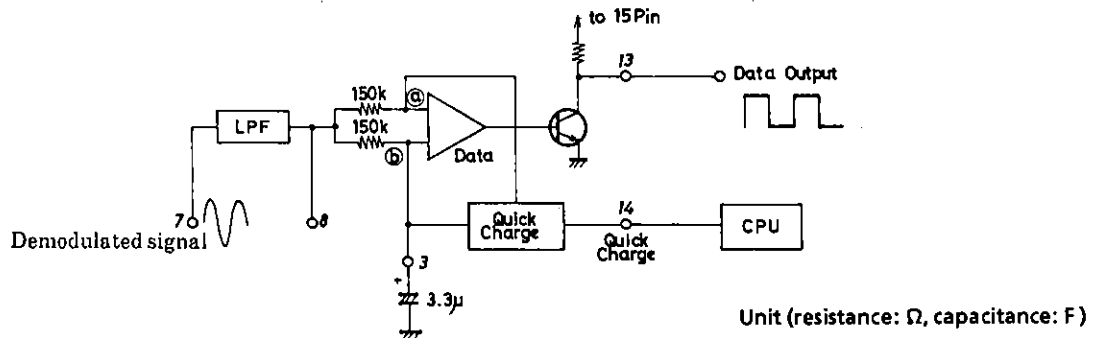 to 15Pin
13
Data Output
150k
ⓐ
LPF
150k
ⓑ
Data
7
8
Demodulated signal
Quick
Charge
14
Quick
Charge
CPU
3
+
3.3μ
Unit (resistance: Ω, capacitance: F)